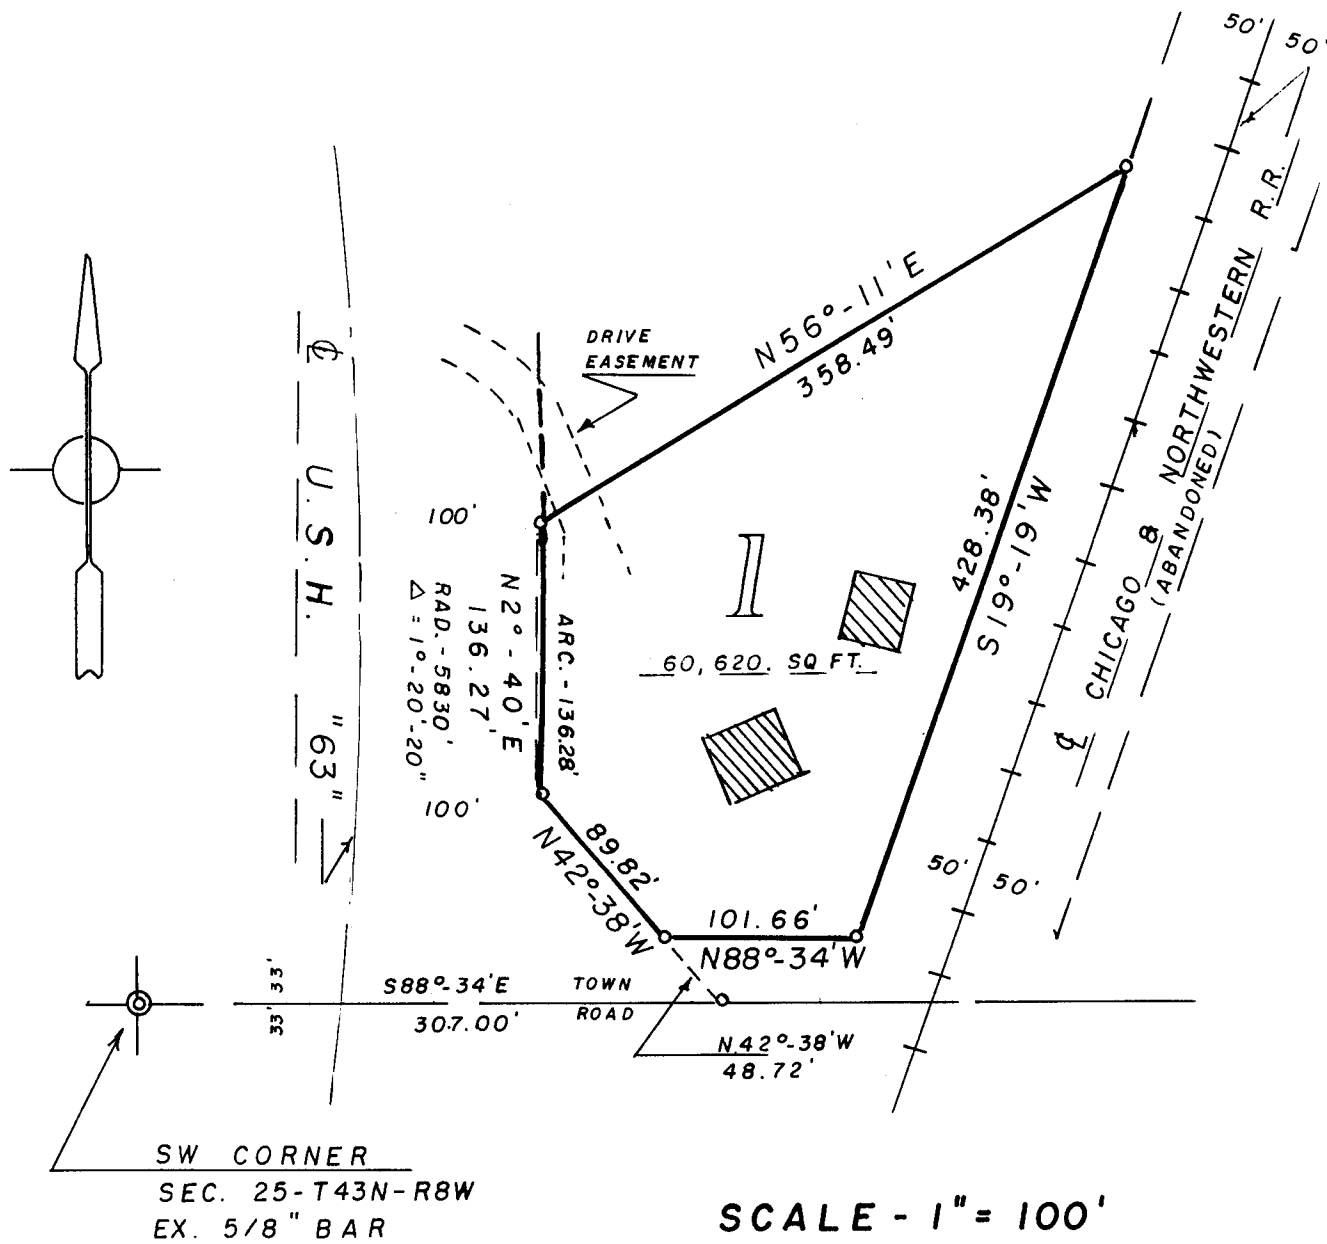 50'
50'
N56°-11'E
358.49'
DRIVE
EASEMENT
℄ U.S.H. "63"
℄ CHICAGO & NORTHWESTERN R.R.
(ABANDONED)
100'
N2°-40'E
136.27'
RAD.-5830'
△ = 1°-20'-20"
ARC.-136.28'
100'
1
60,620. SQ FT.
428.38'
S19°-19'W
89.82'
N42°-38'W
101.66'
N88°-34'W
50'
50'
33'
33'
S88°-34'E
307.00'
TOWN
ROAD
N.42°-38'W
48.72'
SW CORNER
SEC. 25-T43N-R8W
EX. 5/8" BAR
SCALE - 1" = 100'